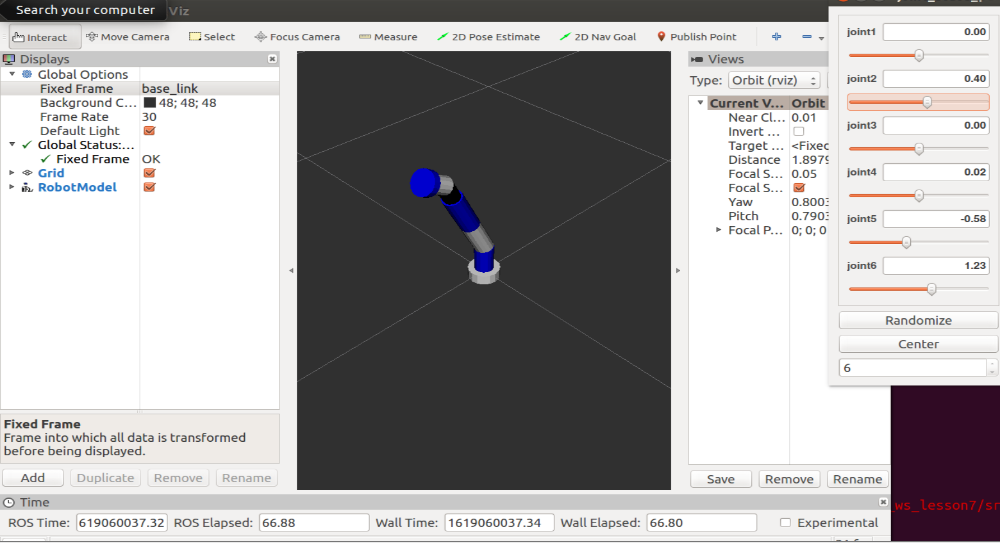 Search your computer
Viz
Interact Move Camera Select Focus Camera Measure 2D Pose Estimate 2D Nav Goal Publish Point
Displays
Global Options
Fixed Frame base_link
Background C... 48; 48; 48
Frame Rate 30
Default Light
Global Status:...
Fixed Frame OK
Grid
RobotModel
Fixed Frame
Frame into which all data is transformed
before being displayed.
Add Duplicate Remove Rename
Views
Type: Orbit (rviz)
Current V... Orbit
Near Cl... 0.01
Invert ...
Target ... <Fixec
Distance 1.8979
Focal S... 0.05
Focal S...
Yaw 0.8003
Pitch 0.7903
Focal P... 0; 0; 0
Save Remove Rename
joint1 0.00
joint2 0.40
joint3 0.00
joint4 0.02
joint5 -0.58
joint6 1.23
Randomize
Center
6
_ws_lesson7/sr
Time
ROS Time: 619060037.32 ROS Elapsed: 66.88 Wall Time: 1619060037.34 Wall Elapsed: 66.80 Experimental